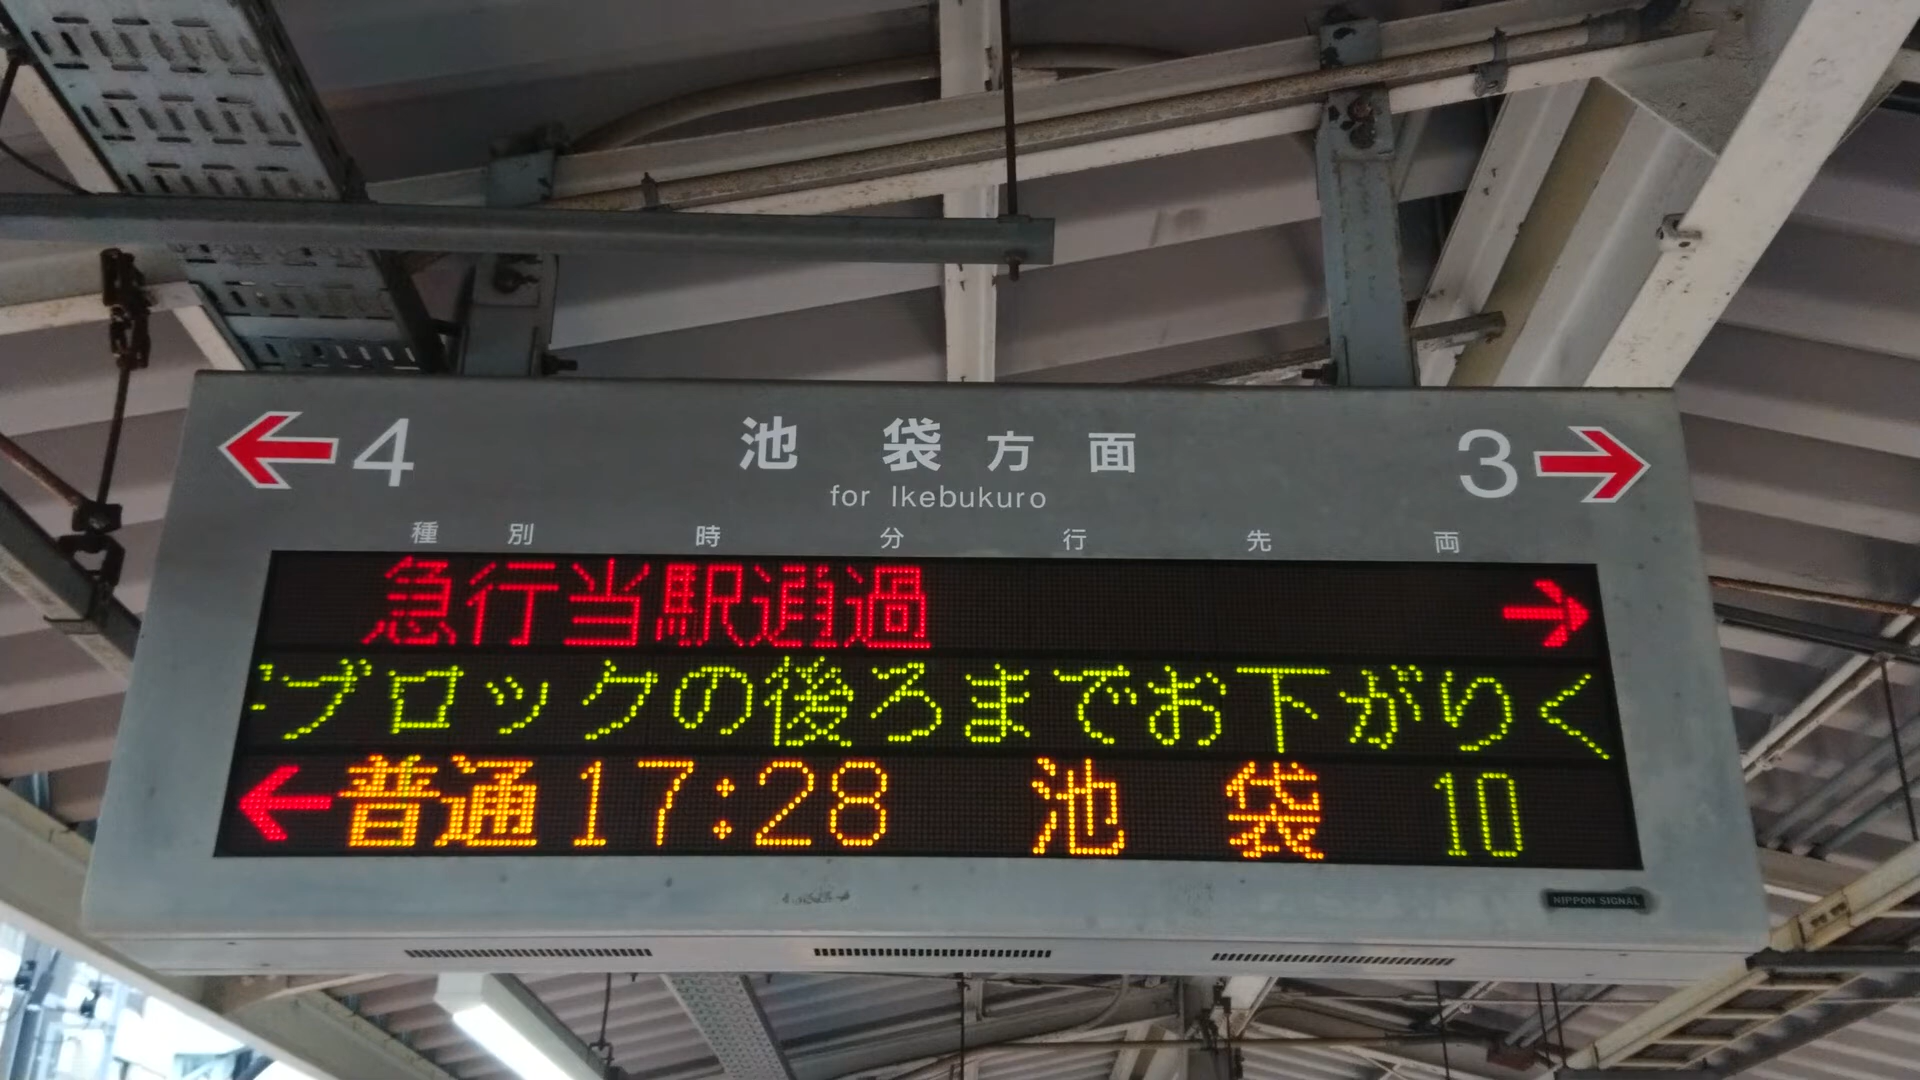 ←4 池袋方面 3→
for Ikebukuro
種別 時 分 行 先 両
急行当駅通過 →
ブロックの後ろまでお下がりく
←普通 17:28 池袋 10
NIPPON SIGNAL